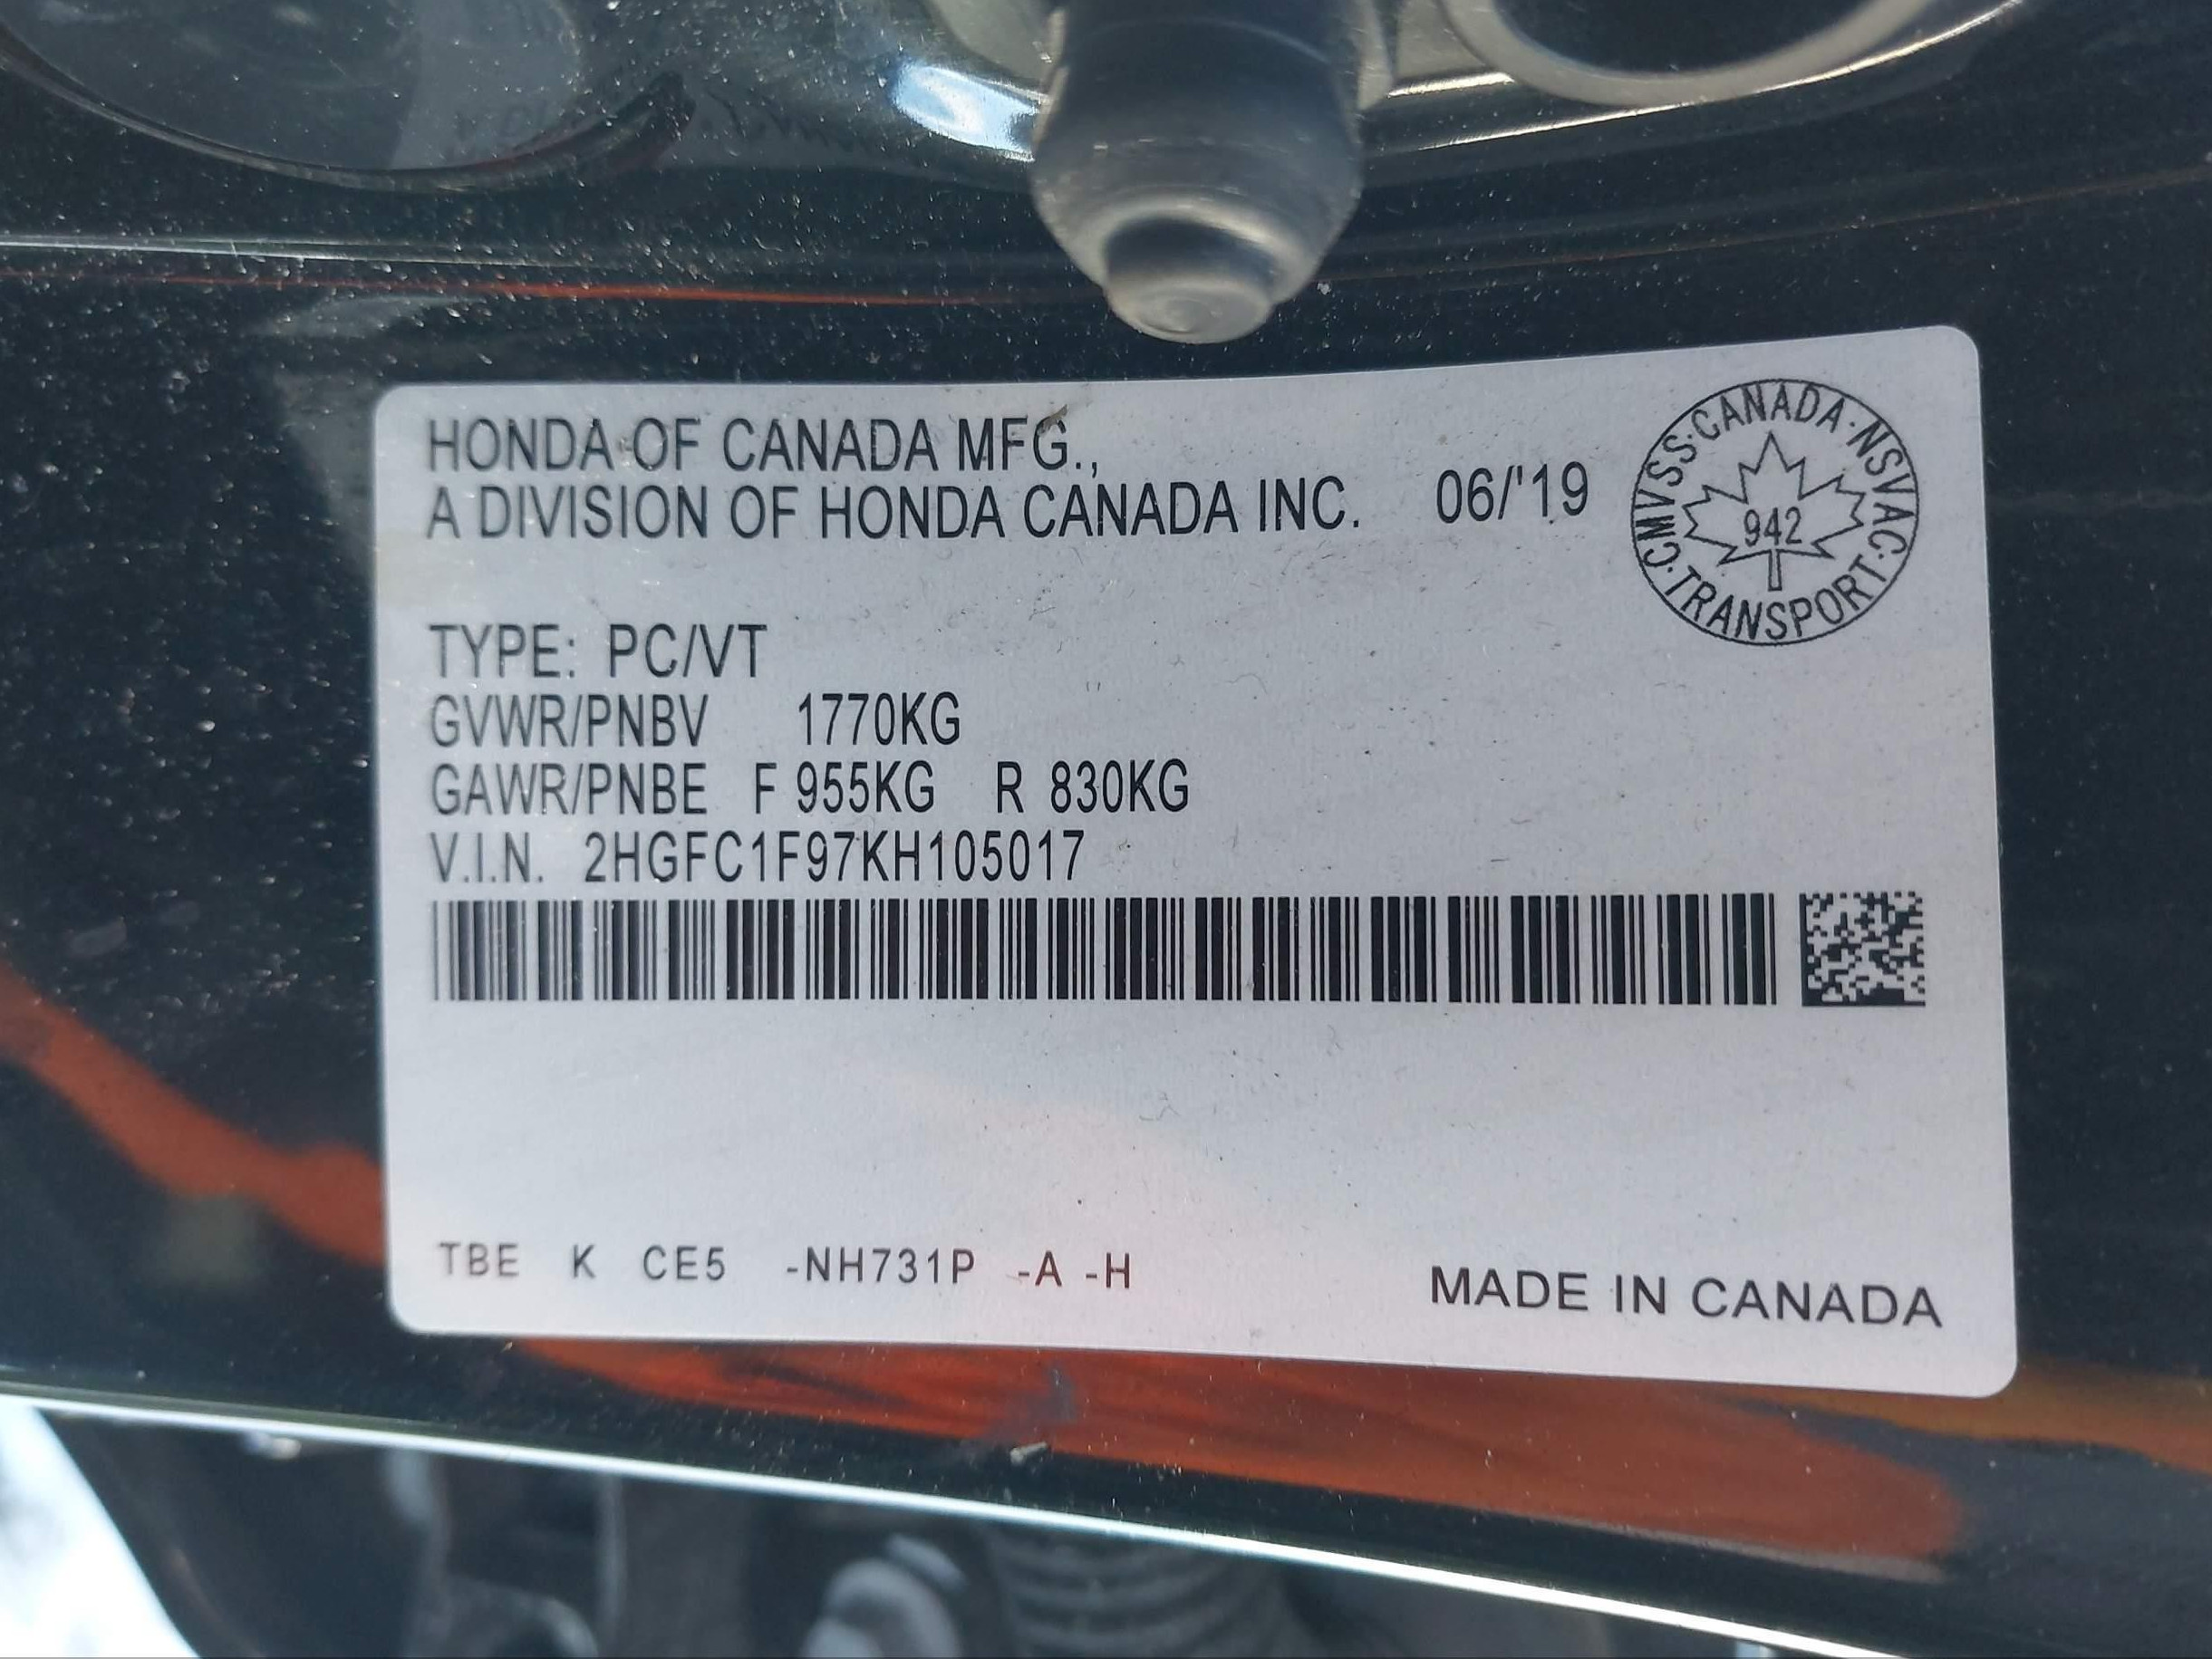 HONDA OF CANADA MFG.,
A DIVISION OF HONDA CANADA INC. 06/'19
CMVSS·CANADA·NSVAC·TRANSPORT·
942
TYPE: PC/VT
GVWR/PNBV 1770KG
GAWR/PNBE F 955KG R 830KG
V.I.N. 2HGFC1F97KH105017
TBE K CE5 -NH731P -A -H
MADE IN CANADA